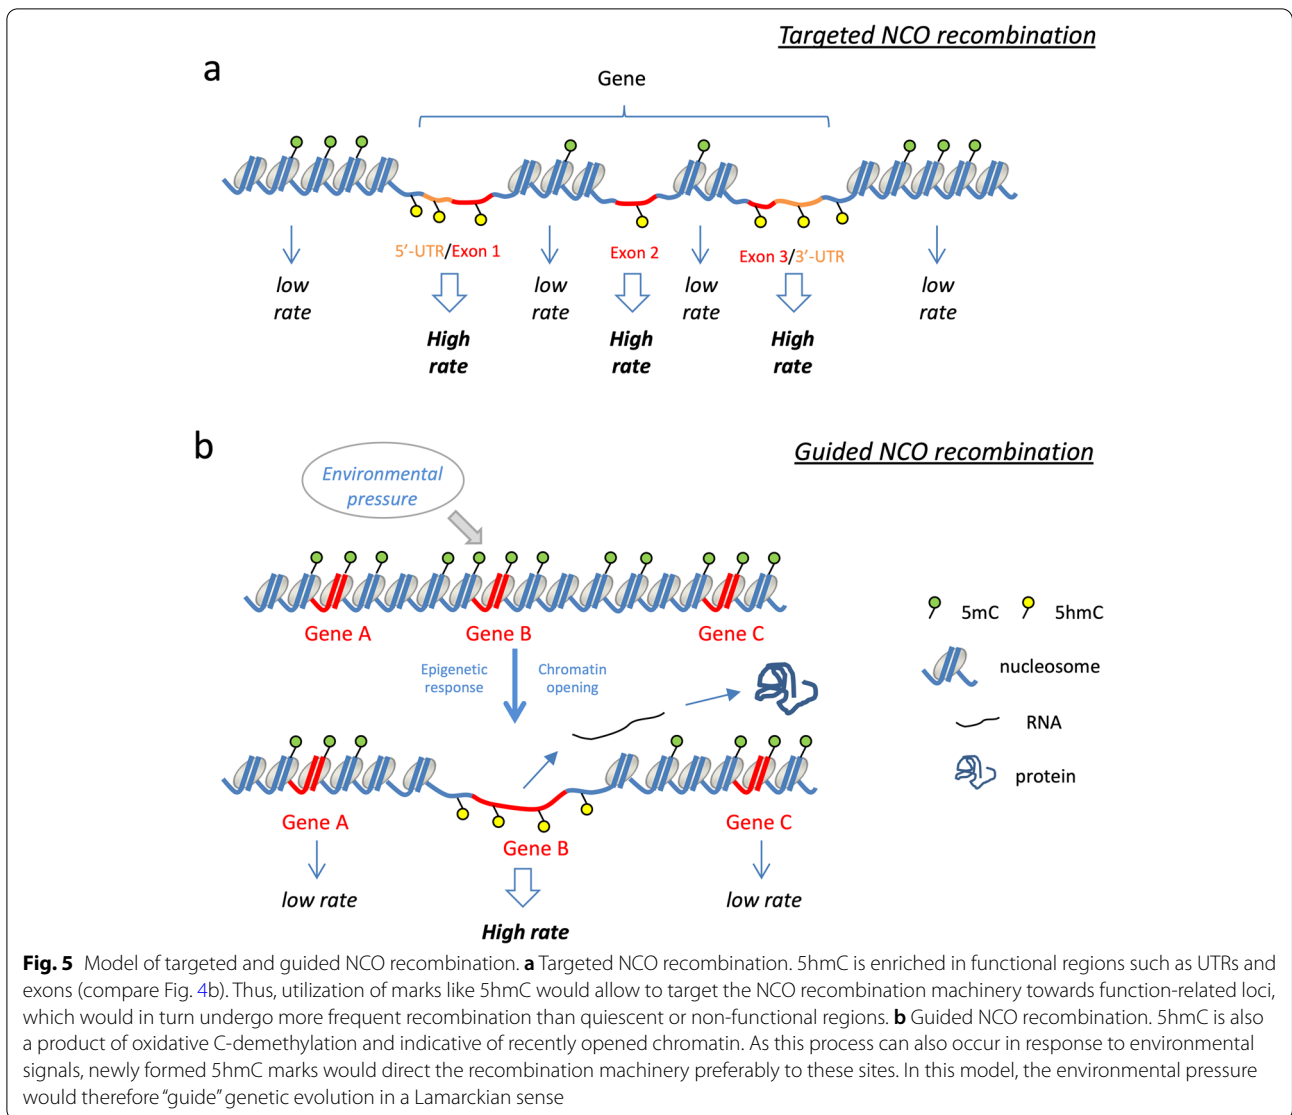 Targeted NCO recombination
a
Gene
5’-UTR/Exon 1
Exon 2
Exon 3/3’-UTR
low
rate
High
rate
low
rate
High
rate
low
rate
High
rate
low
rate
b
Guided NCO recombination
Environmental
pressure
Gene A
Gene B
Gene C
Epigenetic
response
Chromatin
opening
5mC
5hmC
nucleosome
RNA
protein
Gene A
Gene B
Gene C
low rate
High rate
low rate
Fig. 5 Model of targeted and guided NCO recombination. a Targeted NCO recombination. 5hmC is enriched in functional regions such as UTRs and
exons (compare Fig. 4b). Thus, utilization of marks like 5hmC would allow to target the NCO recombination machinery towards function-related loci,
which would in turn undergo more frequent recombination than quiescent or non-functional regions. b Guided NCO recombination. 5hmC is also
a product of oxidative C-demethylation and indicative of recently opened chromatin. As this process can also occur in response to environmental
signals, newly formed 5hmC marks would direct the recombination machinery preferably to these sites. In this model, the environmental pressure
would therefore “guide” genetic evolution in a Lamarckian sense